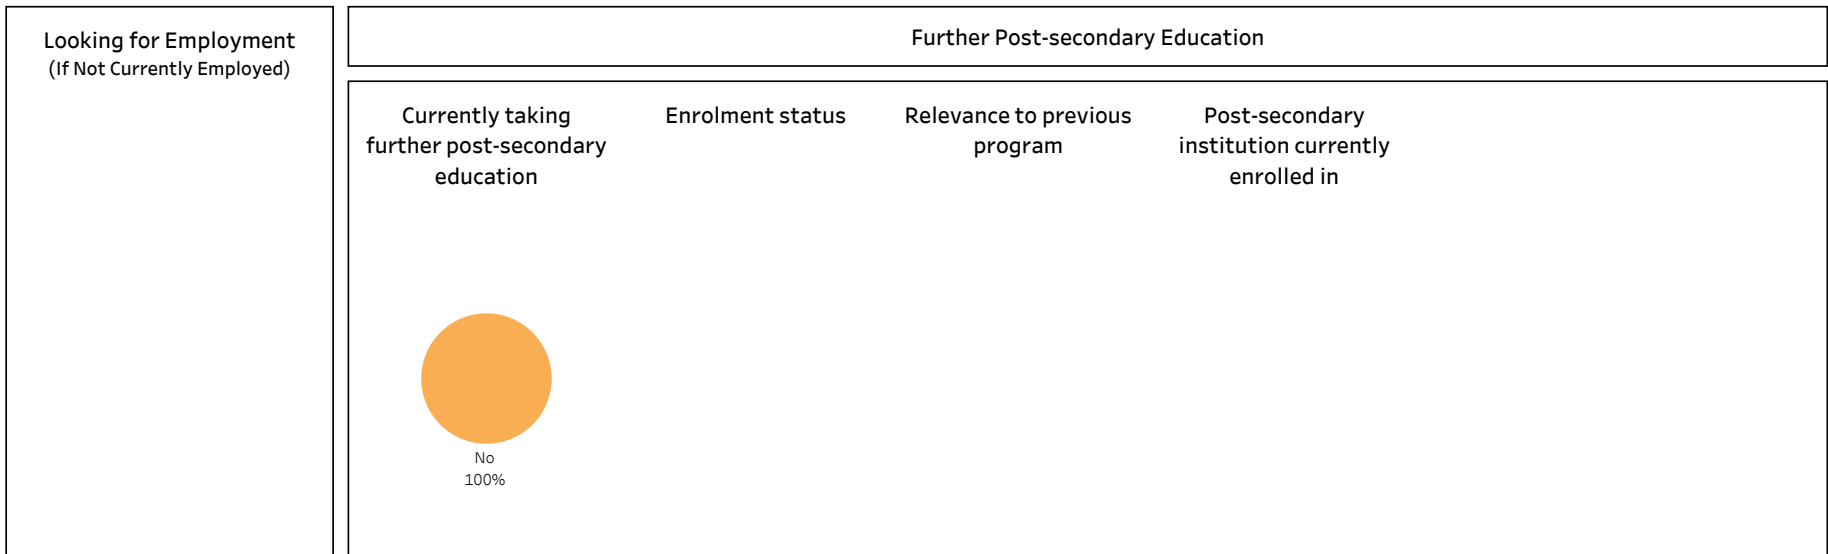 Looking for Employment
(If Not Currently Employed)
Further Post-secondary Education
Currently taking
further post-secondary
education
Enrolment status
Relevance to previous
program
Post-secondary
institution currently
enrolled in
No
100%